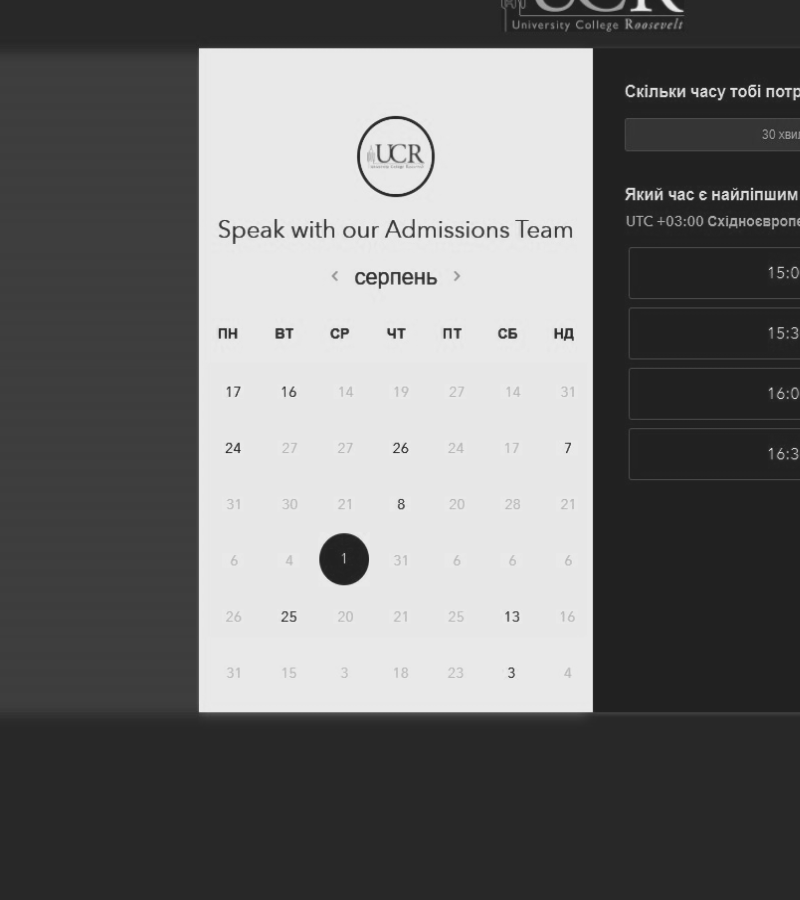 UCR
University College Roosevelt
UCR
University College Roosevelt
Speak with our Admissions Team
‹ серпень ›
ПН ВТ СР ЧТ ПТ СБ НД
17 16 14 19 27 14 31
24 27 27 26 24 17 7
31 30 21 8 20 28 21
6 4 1 31 6 6 6
26 25 20 21 25 13 16
31 15 3 18 23 3 4
Скільки часу тобі
30
Який час є найліпшим
UTC +03:00
15:0
15:3
16:0
16:3